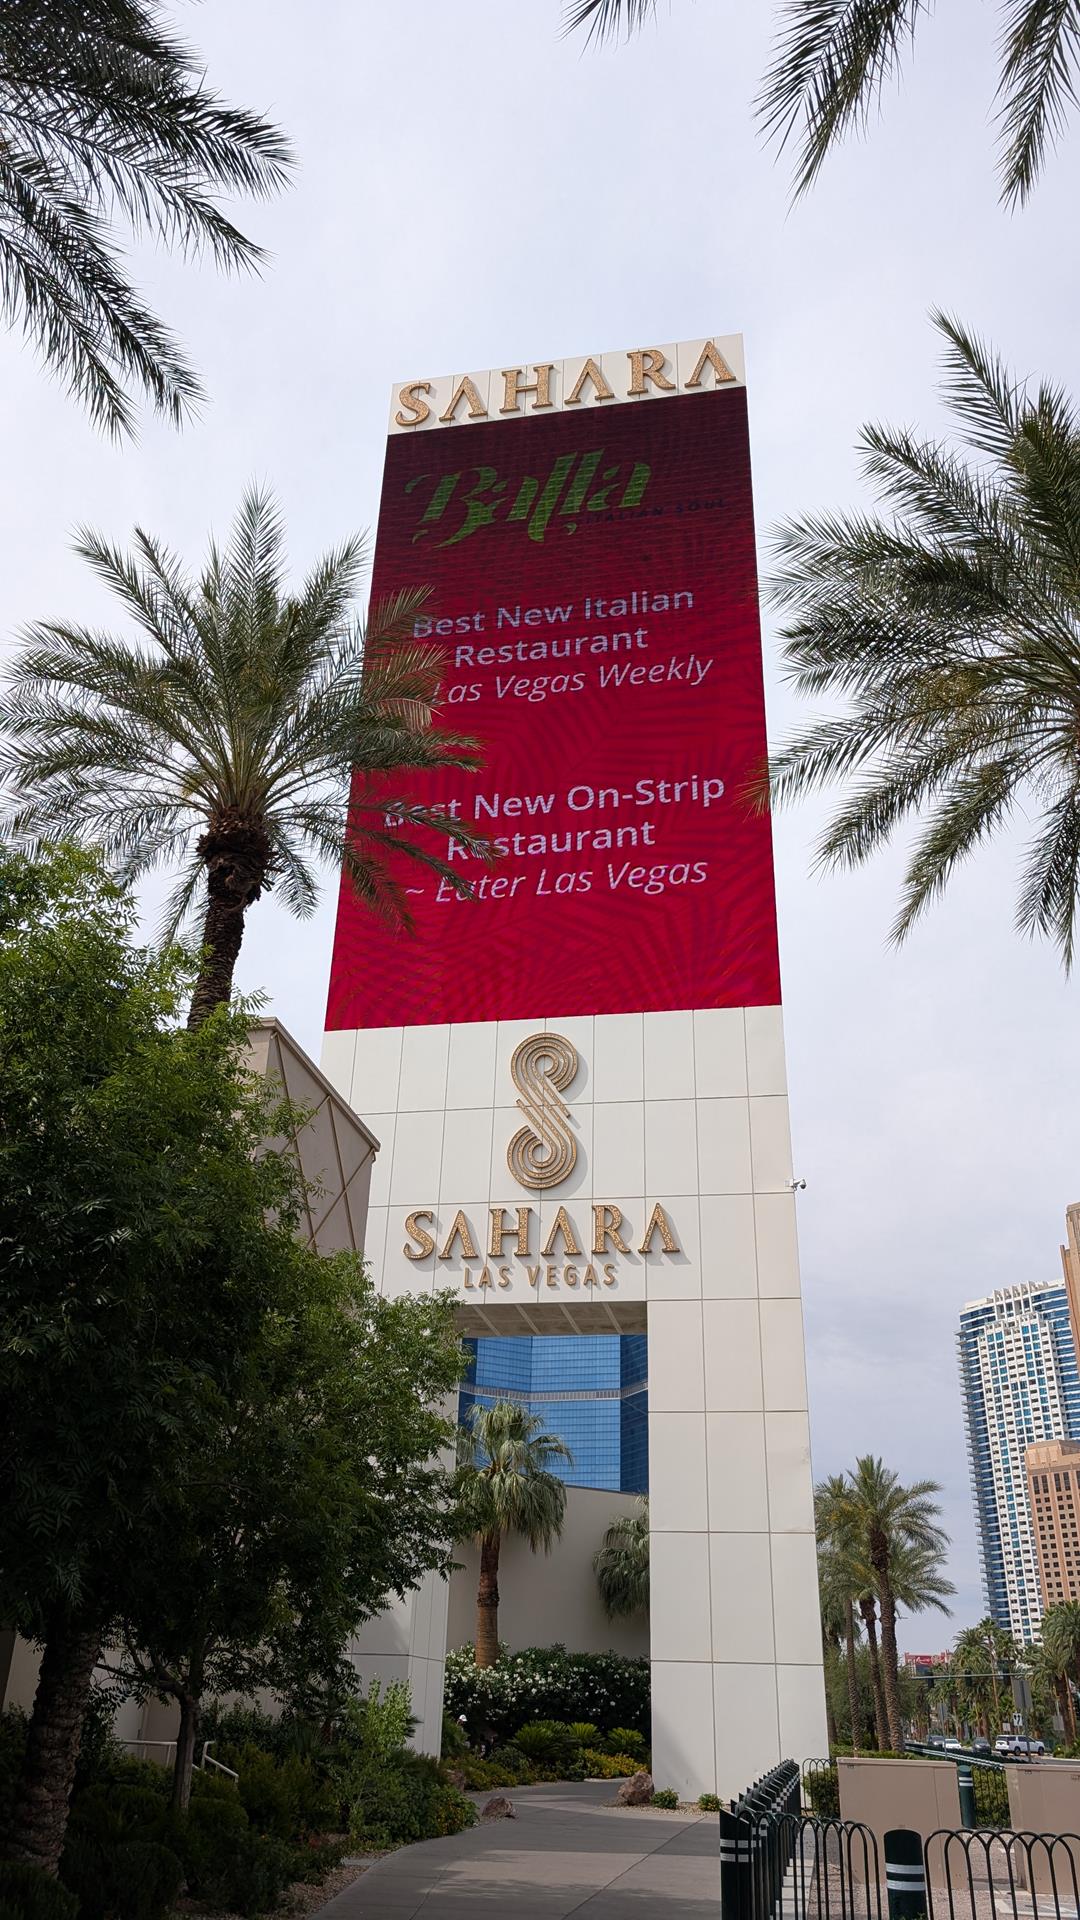 SAHARA
Balla
ITALIAN SOUL
Best New Italian
Restaurant
Las Vegas Weekly
Best New On-Strip
Restaurant
~ Eater Las Vegas
SAHARA
LAS VEGAS